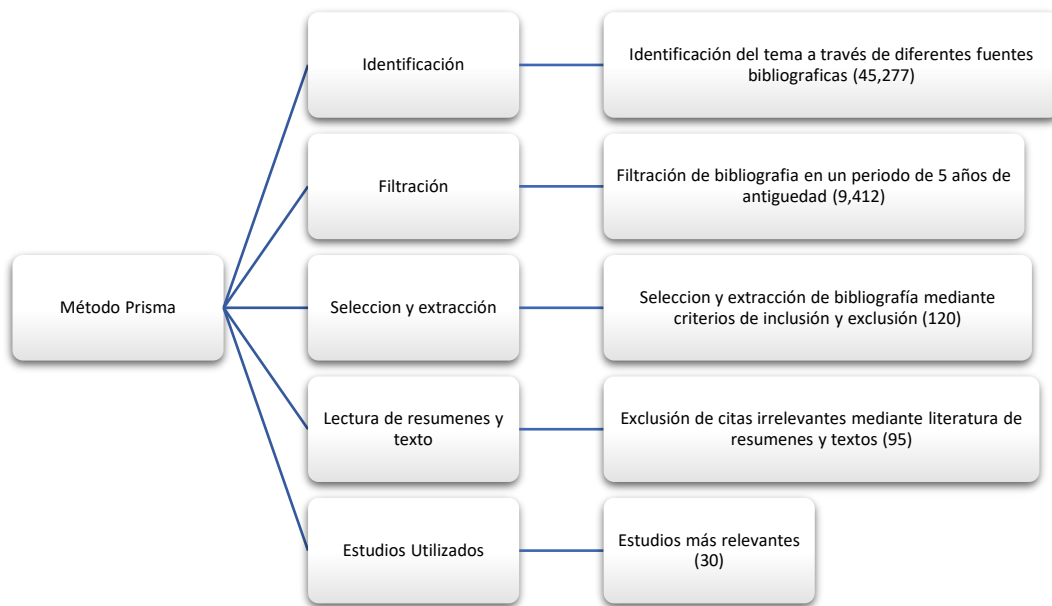 Identificación
Identificación del tema a través de diferentes fuentes
bibliograficas (45,277)
Filtración
Filtración de bibliografia en un periodo de 5 años de
antiguedad (9,412)
Método Prisma
Seleccion y extracción
Seleccion y extracción de bibliografía mediante
criterios de inclusión y exclusión (120)
Lectura de resumenes y
texto
Exclusión de citas irrelevantes mediante literatura de
resumenes y textos (95)
Estudios Utilizados
Estudios más relevantes
(30)